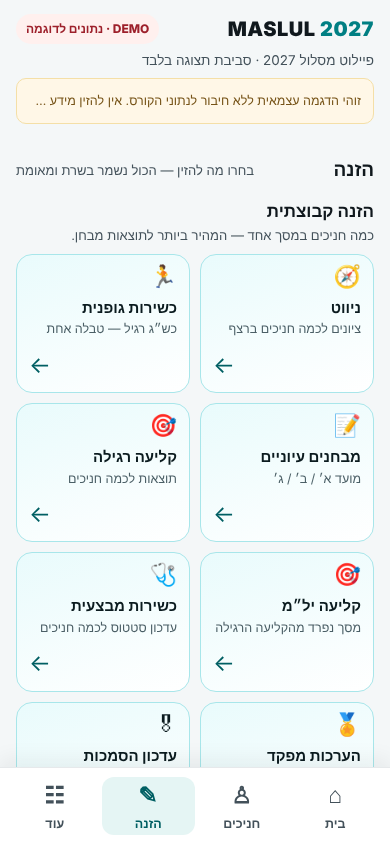 MASLUL 2027
DEMO · נתונים לדוגמה
פיילוט מסלול 2027 · סביבת תצוגה בלבד
זוהי הדגמה עצמאית ללא חיבור לנתוני הקורס. אין להזין מידע ...
הזנה
בחרו מה להזין — הכול נשמר בשרת ומאומת
הזנה קבוצתית
כמה חניכים במסך אחד — המהיר ביותר לתוצאות מבחן.
ניווט
ציונים לכמה חניכים ברצף
כשירות גופנית
כש״ג רגיל — טבלה אחת
מבחנים עיוניים
מועד א׳ / ב׳ / ג׳
קליעה רגילה
תוצאות לכמה חניכים
קליעה יל״מ
מסך נפרד מהקליעה הרגילה
כשירות מבצעית
עדכון סטטוס לכמה חניכים
הערכות מפקד
עדכון הסמכות
בית
חניכים
הזנה
עוד